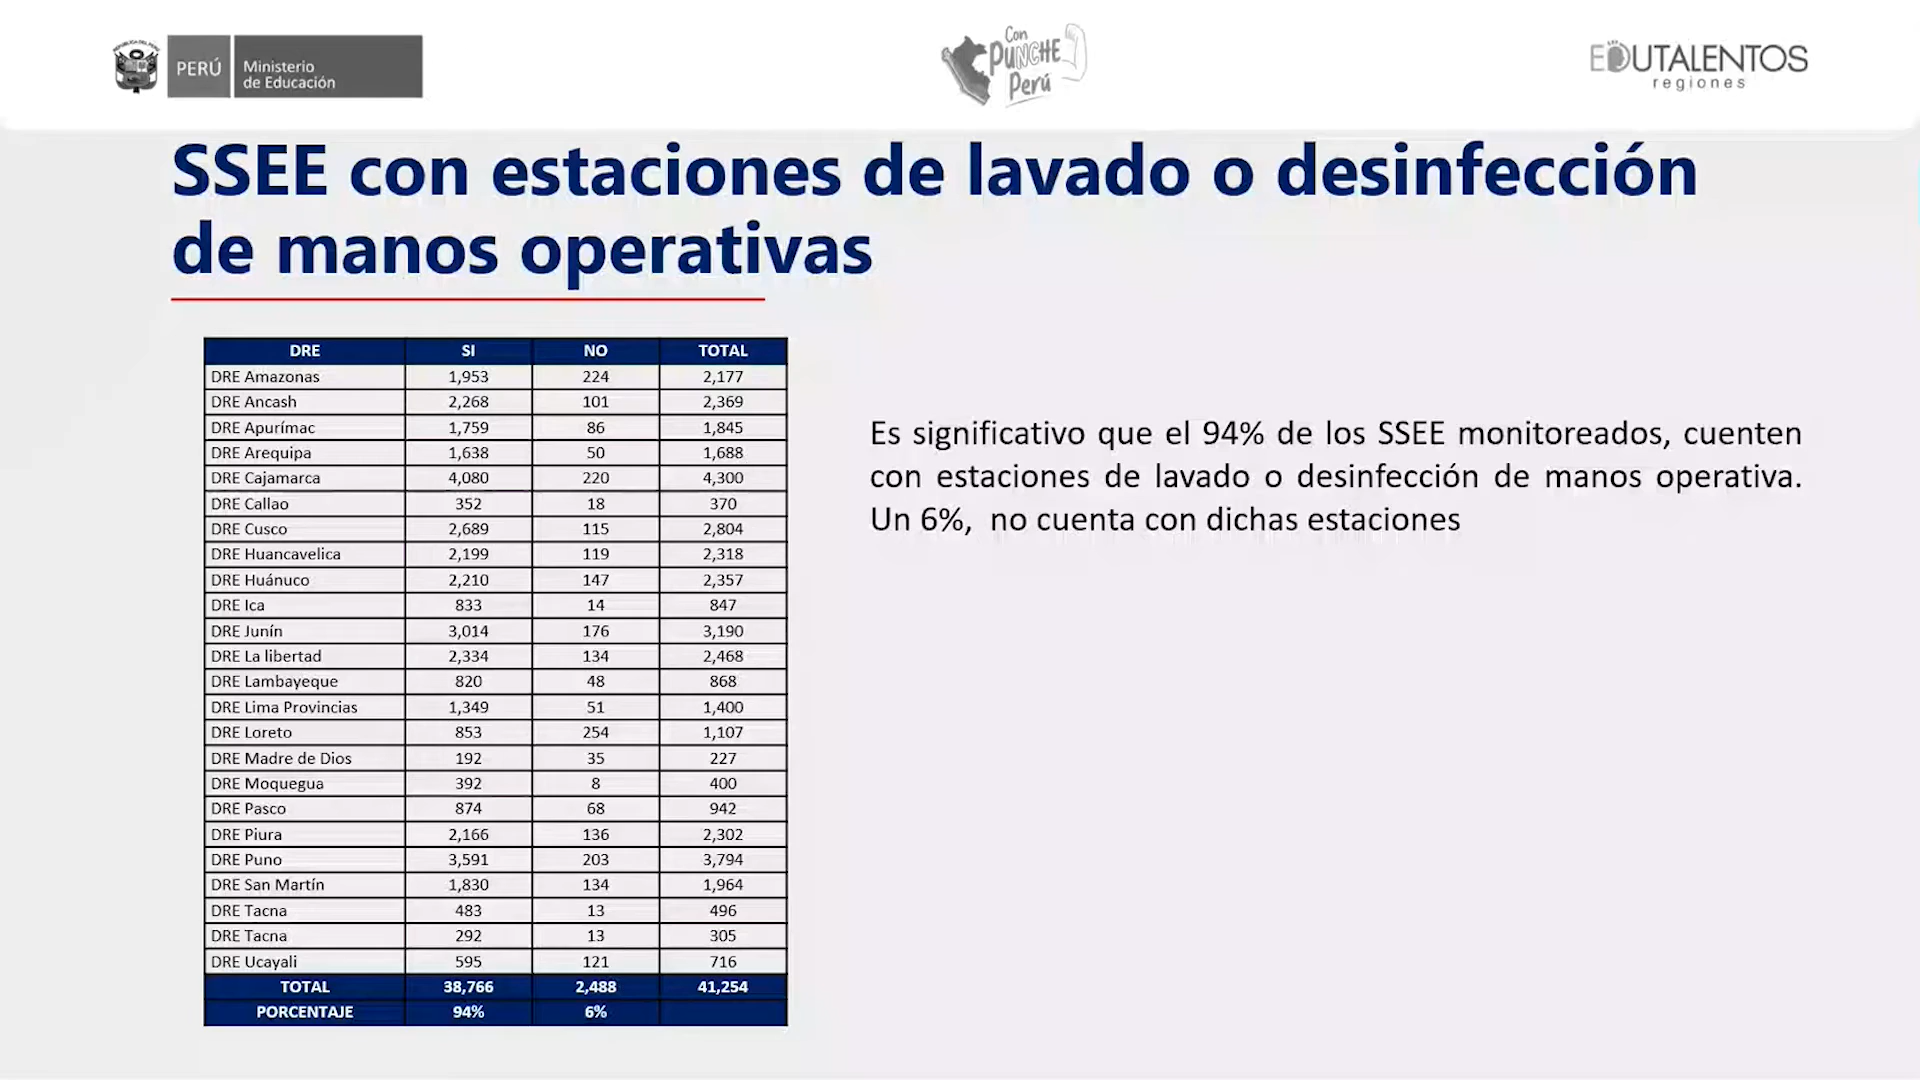 REPÚBLICA DEL PERÚ
PERÚ
Ministerio
de Educación
Con
PUNCHE
Perú
EDUTALENTOS
regiones
SSEE con estaciones de lavado o desinfección
de manos operativas
DRE SI NO TOTAL
DRE Amazonas 1,953 224 2,177
DRE Ancash 2,268 101 2,369
DRE Apurímac 1,759 86 1,845
DRE Arequipa 1,638 50 1,688
DRE Cajamarca 4,080 220 4,300
DRE Callao 352 18 370
DRE Cusco 2,689 115 2,804
DRE Huancavelica 2,199 119 2,318
DRE Huánuco 2,210 147 2,357
DRE Ica 833 14 847
DRE Junín 3,014 176 3,190
DRE La libertad 2,334 134 2,468
DRE Lambayeque 820 48 868
DRE Lima Provincias 1,349 51 1,400
DRE Loreto 853 254 1,107
DRE Madre de Dios 192 35 227
DRE Moquegua 392 8 400
DRE Pasco 874 68 942
DRE Piura 2,166 136 2,302
DRE Puno 3,591 203 3,794
DRE San Martín 1,830 134 1,964
DRE Tacna 483 13 496
DRE Tacna 292 13 305
DRE Ucayali 595 121 716
TOTAL 38,766 2,488 41,254
PORCENTAJE 94% 6%
Es significativo que el 94% de los SSEE monitoreados, cuenten
con estaciones de lavado o desinfección de manos operativa.
Un 6%, no cuenta con dichas estaciones